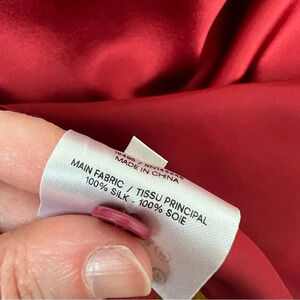 MADE IN CHINA
MAIN FABRIC / TISSU PRINCIPAL
100% SILK - 100% SOIE